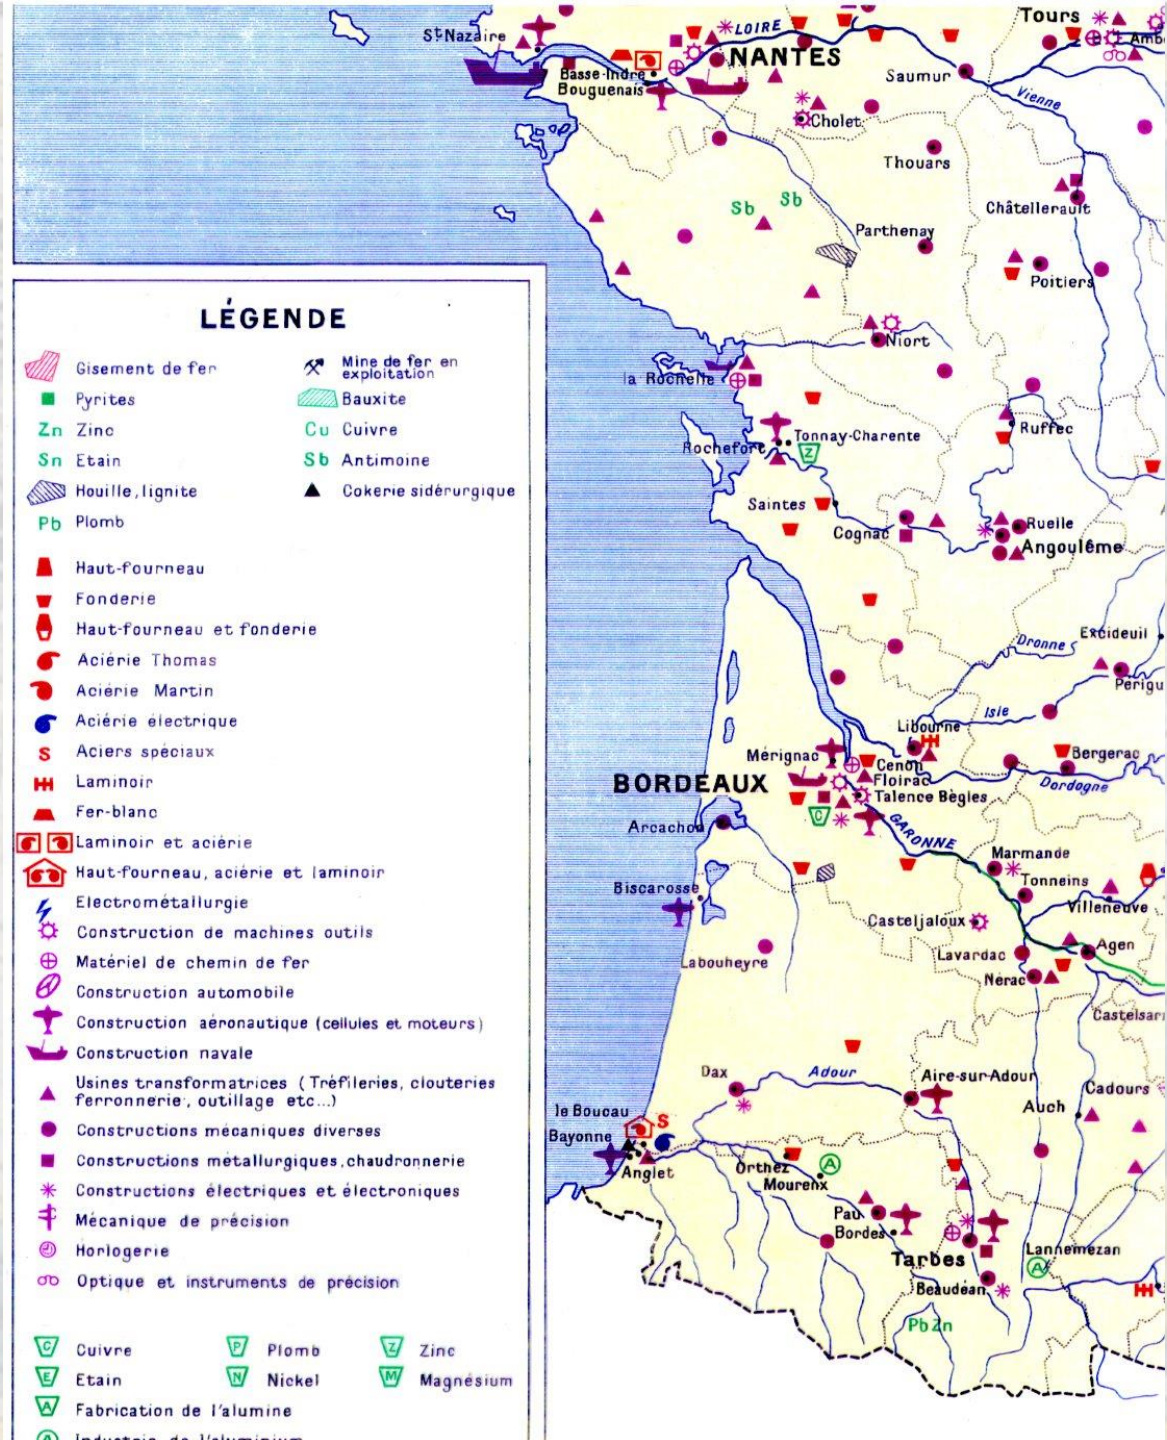 St Nazaire
LOIRE
NANTES
Tours
Basse-Indre
Bouguenais
Saumur
Vienne
Cholet
Thouars
Châtellerault
Sb
Sb
Parthenay
Poitiers
Niort
la Rochelle
Ruffec
Rochefort
Tonnay-Charente
Z
Saintes
Cognac
Ruelle
Angoulême
Dronne
Excideuil
Isle
Libourne
Mérignac
Cenon
Floirac
Bergerac
BORDEAUX
Talence Bègles
Dordogne
C
Arcachon
GARONNE
Marmande
Tonneins
Biscarosse
Villeneuve
Casteljaloux
Agen
Lavardac
Labouheyre
Nérac
Dax
Adour
Aire-sur-Adour
Cadours
Auch
le Boucau
S
Bayonne
Anglet
Orthez
A
Mourenx
Pau
Bordes
Tarbes
Lannemezan
A
Beaudéan
Pb Zn
LÉGENDE
Gisement de fer
Mine de fer en
exploitation
Pyrites
Bauxite
Zn Zinc
Cu Cuivre
Sn Etain
Sb Antimoine
Houille, lignite
Cokerie sidérurgique
Pb Plomb
Haut-fourneau
Fonderie
Haut-fourneau et fonderie
Aciérie Thomas
Aciérie Martin
Aciérie électrique
S Aciers spéciaux
Laminoir
Fer-blanc
Laminoir et aciérie
Haut-fourneau, aciérie et laminoir
Electrométallurgie
Construction de machines outils
Matériel de chemin de fer
Construction automobile
Construction aéronautique (cellules et moteurs)
Construction navale
Usines transformatrices (Tréfileries, clouteries
ferronnerie, outillage etc...)
Constructions mécaniques diverses
Constructions métallurgiques, chaudronnerie
Constructions électriques et électroniques
Mécanique de précision
Horlogerie
Optique et instruments de précision
C Cuivre
P Plomb
Z Zinc
E Etain
N Nickel
M Magnésium
A Fabrication de l'alumine